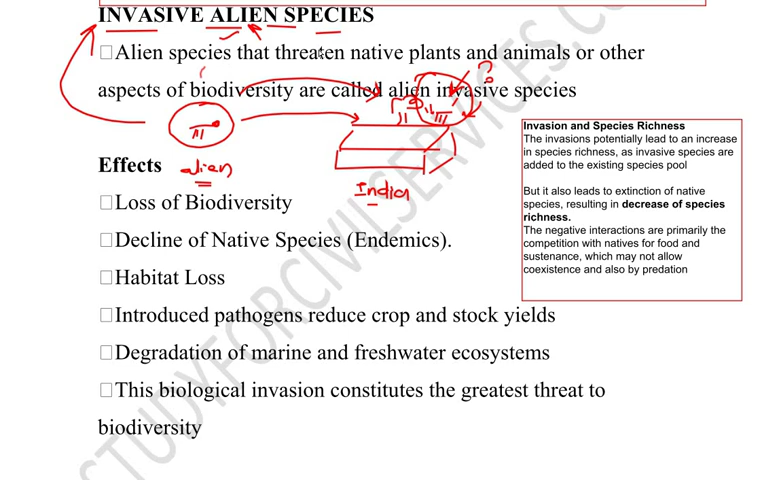 INVASIVE ALIEN SPECIES
Alien species that threaten native plants and animals or other
aspects of biodiversity are called alien invasive species
Effects
alien
India
Loss of Biodiversity
Decline of Native Species (Endemics).
Habitat Loss
Introduced pathogens reduce crop and stock yields
Degradation of marine and freshwater ecosystems
This biological invasion constitutes the greatest threat to
biodiversity
Invasion and Species Richness
The invasions potentially lead to an increase
in species richness, as invasive species are
added to the existing species pool
But it also leads to extinction of native
species, resulting in decrease of species
richness.
The negative interactions are primarily the
competition with natives for food and
sustenance, which may not allow
coexistence and also by predation
STUDYFORCIVILSERVICES.COM